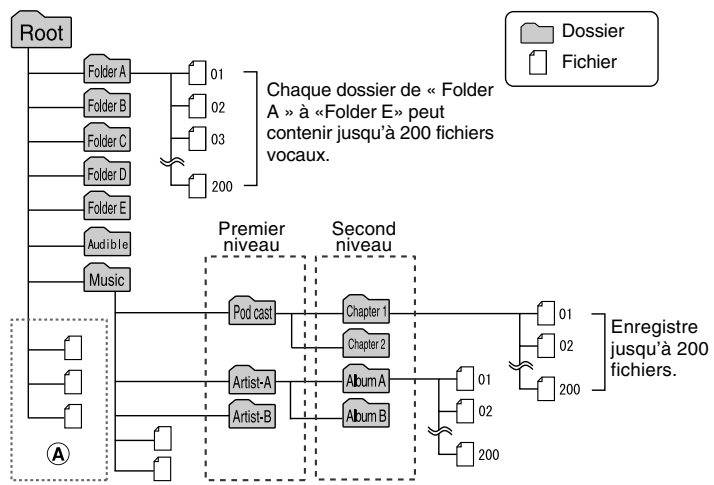 Root
Dossier
Fichier
Folder A
01
02
03
200
Chaque dossier de « Folder
A » à «Folder E» peut
contenir jusqu'à 200 fichiers
vocaux.
Folder B
Folder C
Folder D
Folder E
Audible
Music
Premier
niveau
Second
niveau
Pod cast
Chapter 1
01
02
200
Enregistre
jusqu'à 200
fichiers.
Chapter 2
Artist-A
Album A
01
02
200
Artist-B
Album B
A